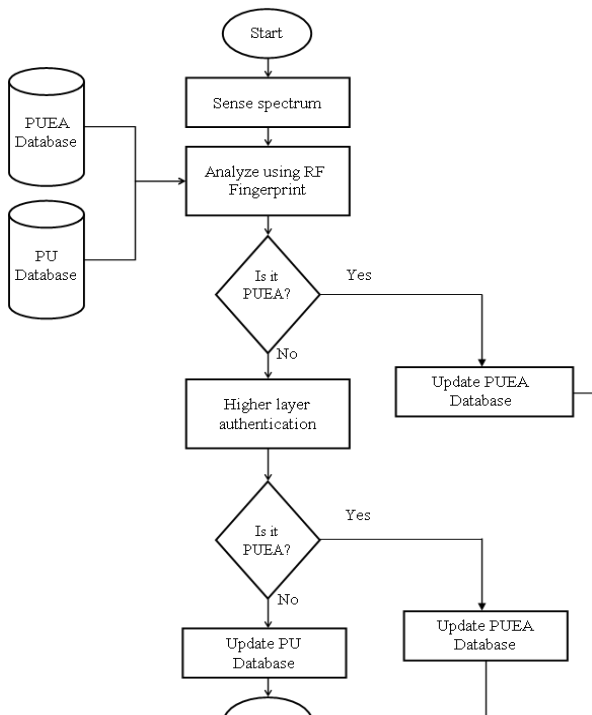 Start
Sense spectrum
PUEA
Database
Analyze using RF
Fingerprint
PU
Database
Is it
PUEA?
Yes
No
Update PUEA
Database
Higher layer
authentication
Is it
PUEA?
Yes
No
Update PU
Database
Update PUEA
Database